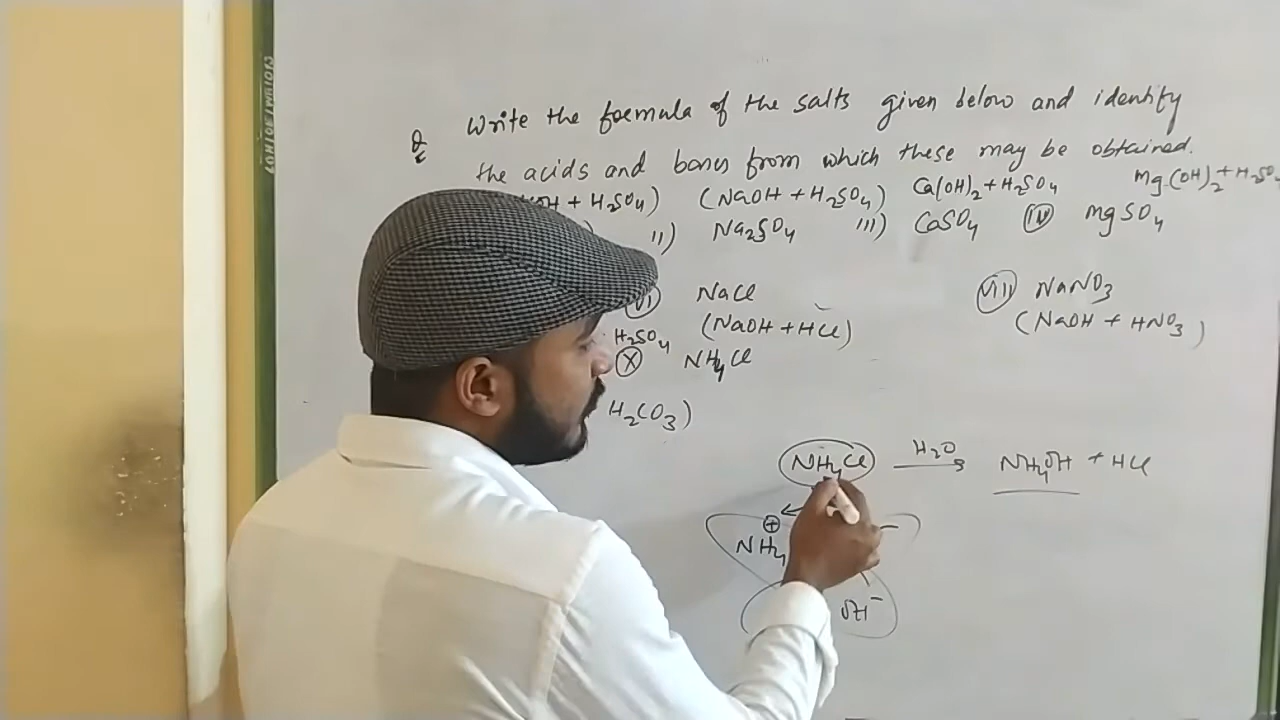 Q Write the formula of the salts given below and identify
the acids and bases from which these may be obtained.
OH + H2SO4) (NaOH + H2SO4) Ca(OH)2 + H2SO4 Mg(OH)2 + H2SO4
) ii) Na2SO4 iii) CaSO4 iv mgSO4
vi NaCl viii NaNO3
H2SO4 (NaOH + HCl) (NaOH + HNO3)
x NH4Cl
H2CO3)
NH4Cl H2O → NH4OH + HCl
⊕ −
NH4
OH−